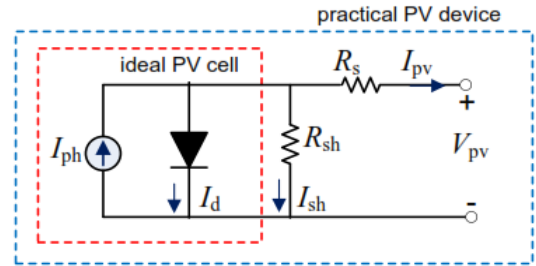 practical PV device
ideal PV cell
Rs
Ipv
+
Iph
Rsh
Vpv
Id
Ish
-